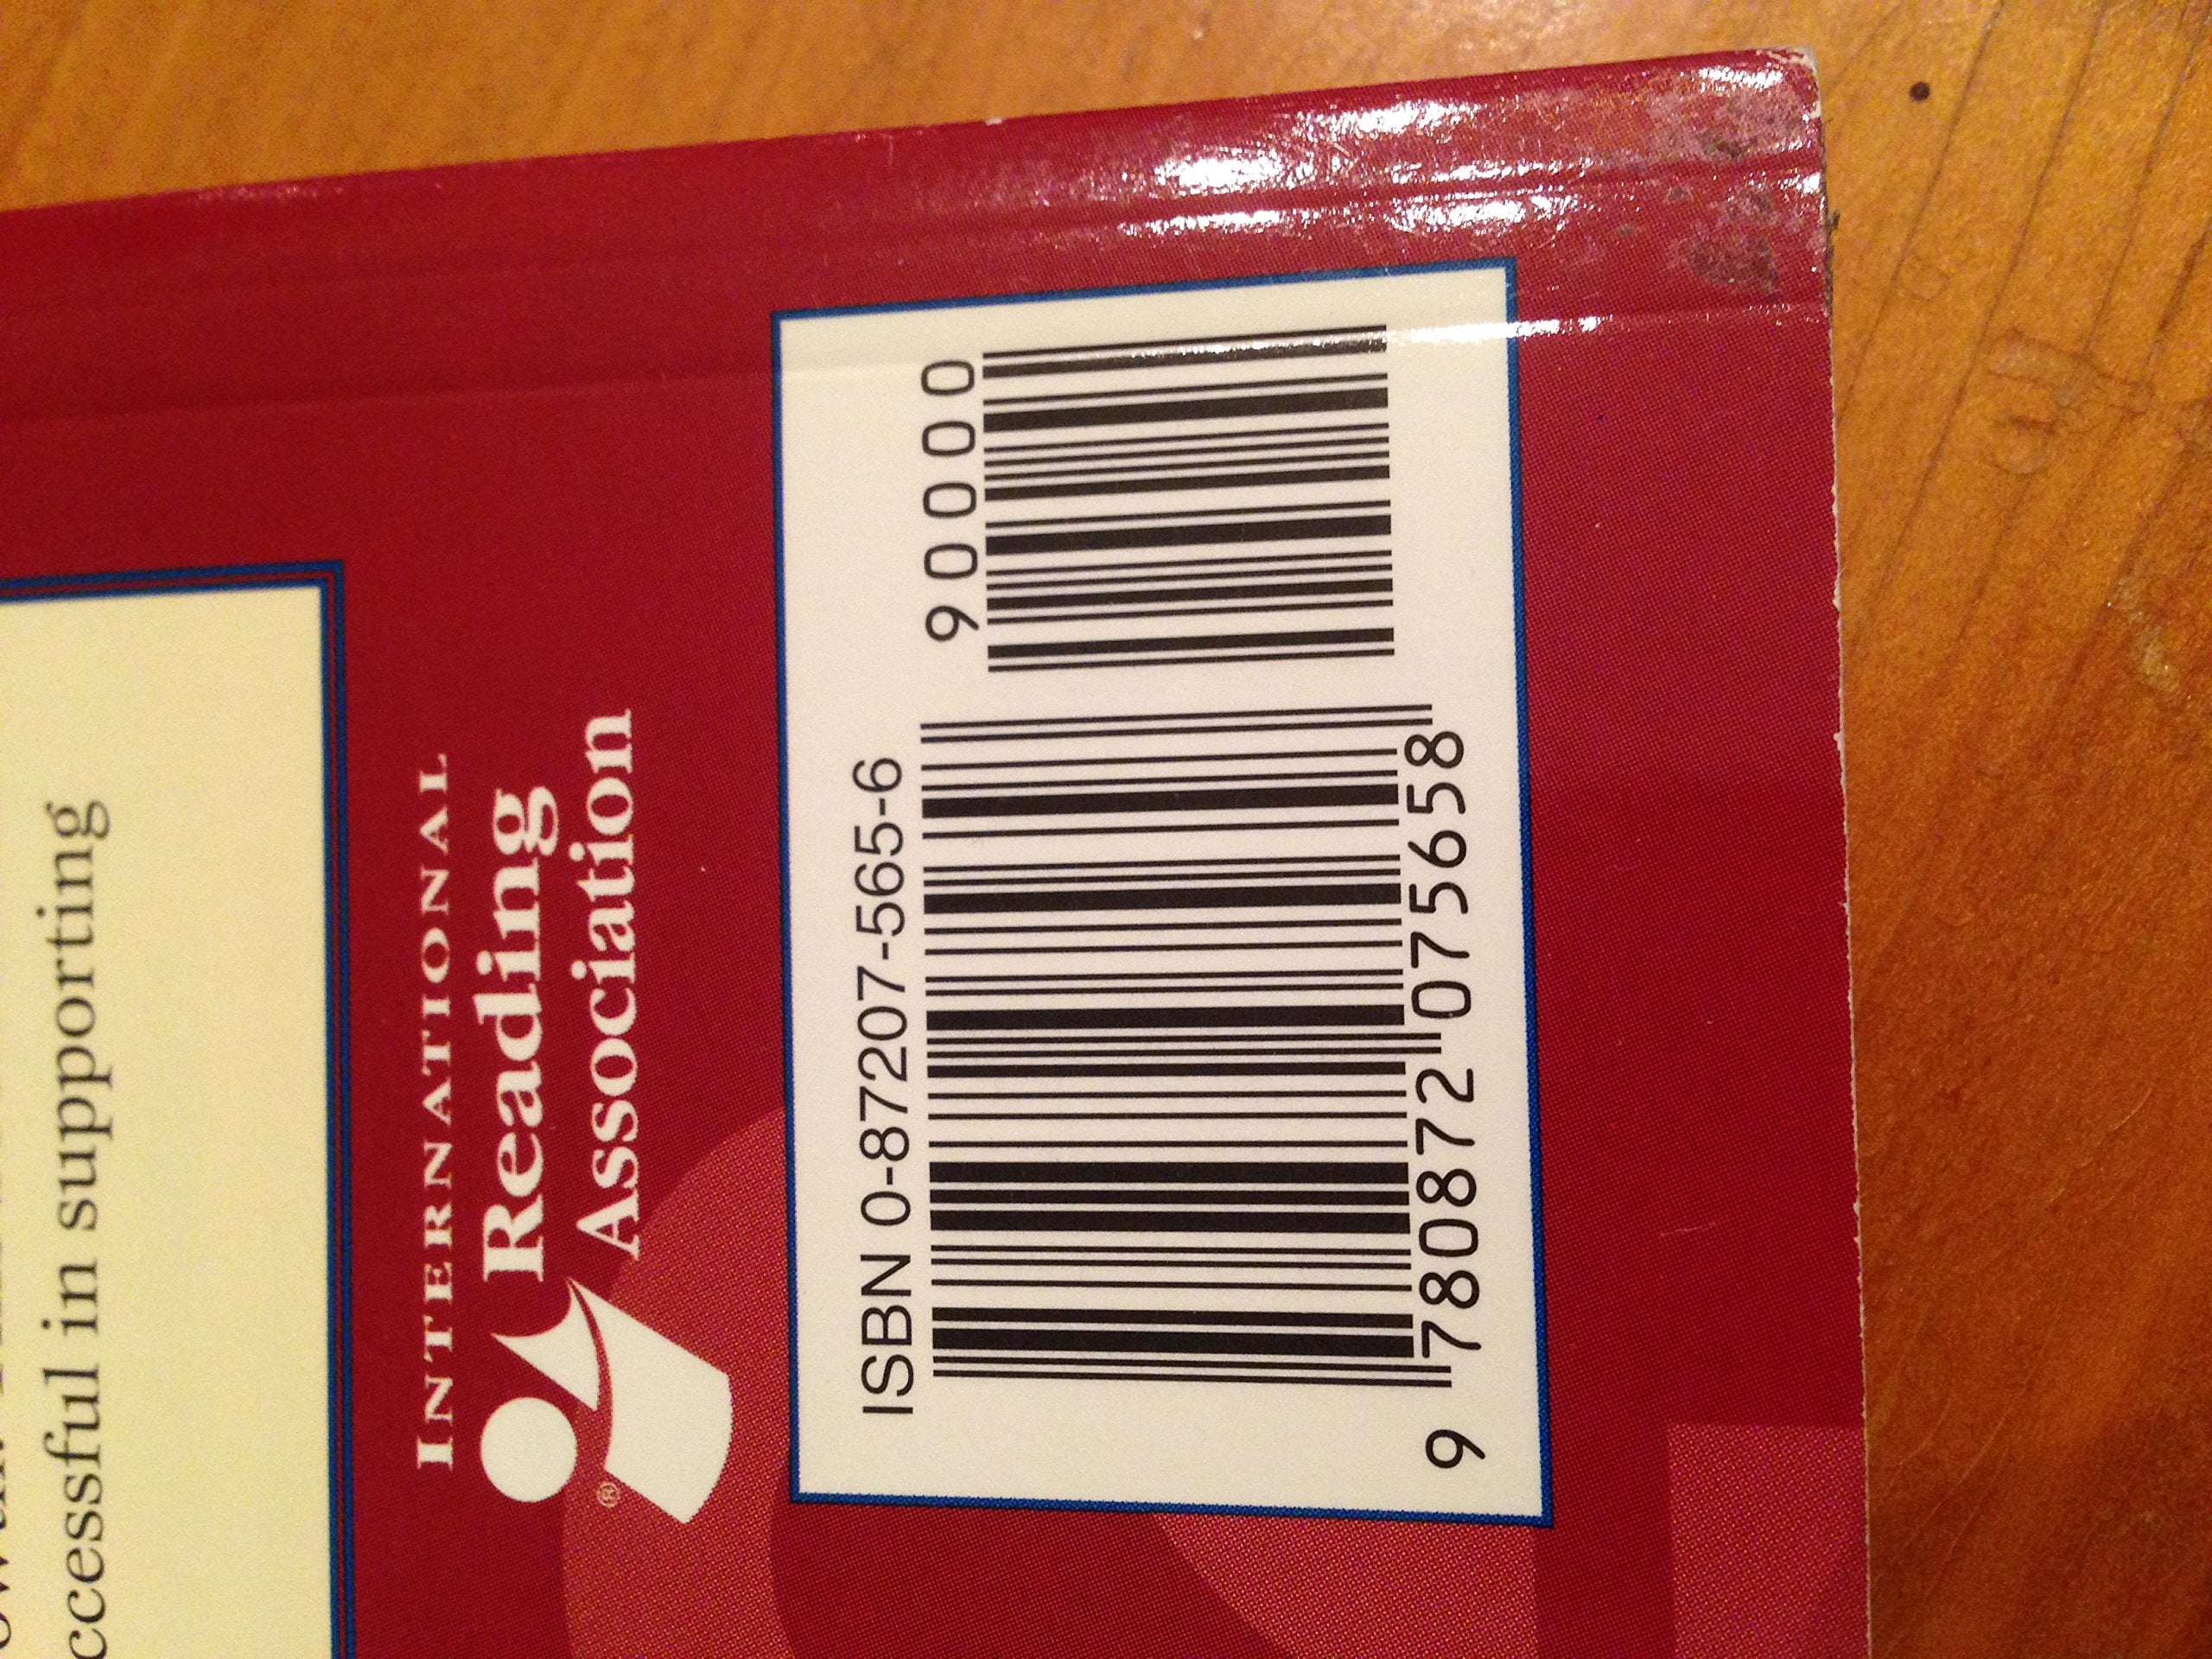 ccessful in supporting
INTERNATIONAL
Reading
Association
®
ISBN 0-87207-565-6
90000
9 780872 075658